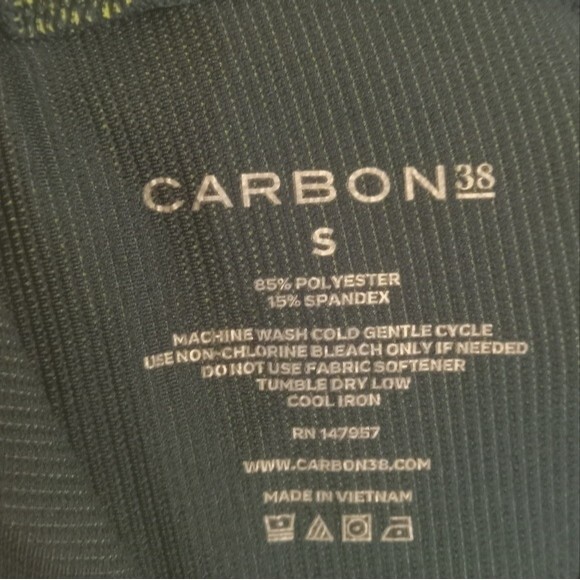 CARBON38
S
85% POLYESTER
15% SPANDEX
MACHINE WASH COLD GENTLE CYCLE
USE NON-CHLORINE BLEACH ONLY IF NEEDED
DO NOT USE FABRIC SOFTENER
TUMBLE DRY LOW
COOL IRON
RN 147957
WWW.CARBON38.COM
MADE IN VIETNAM